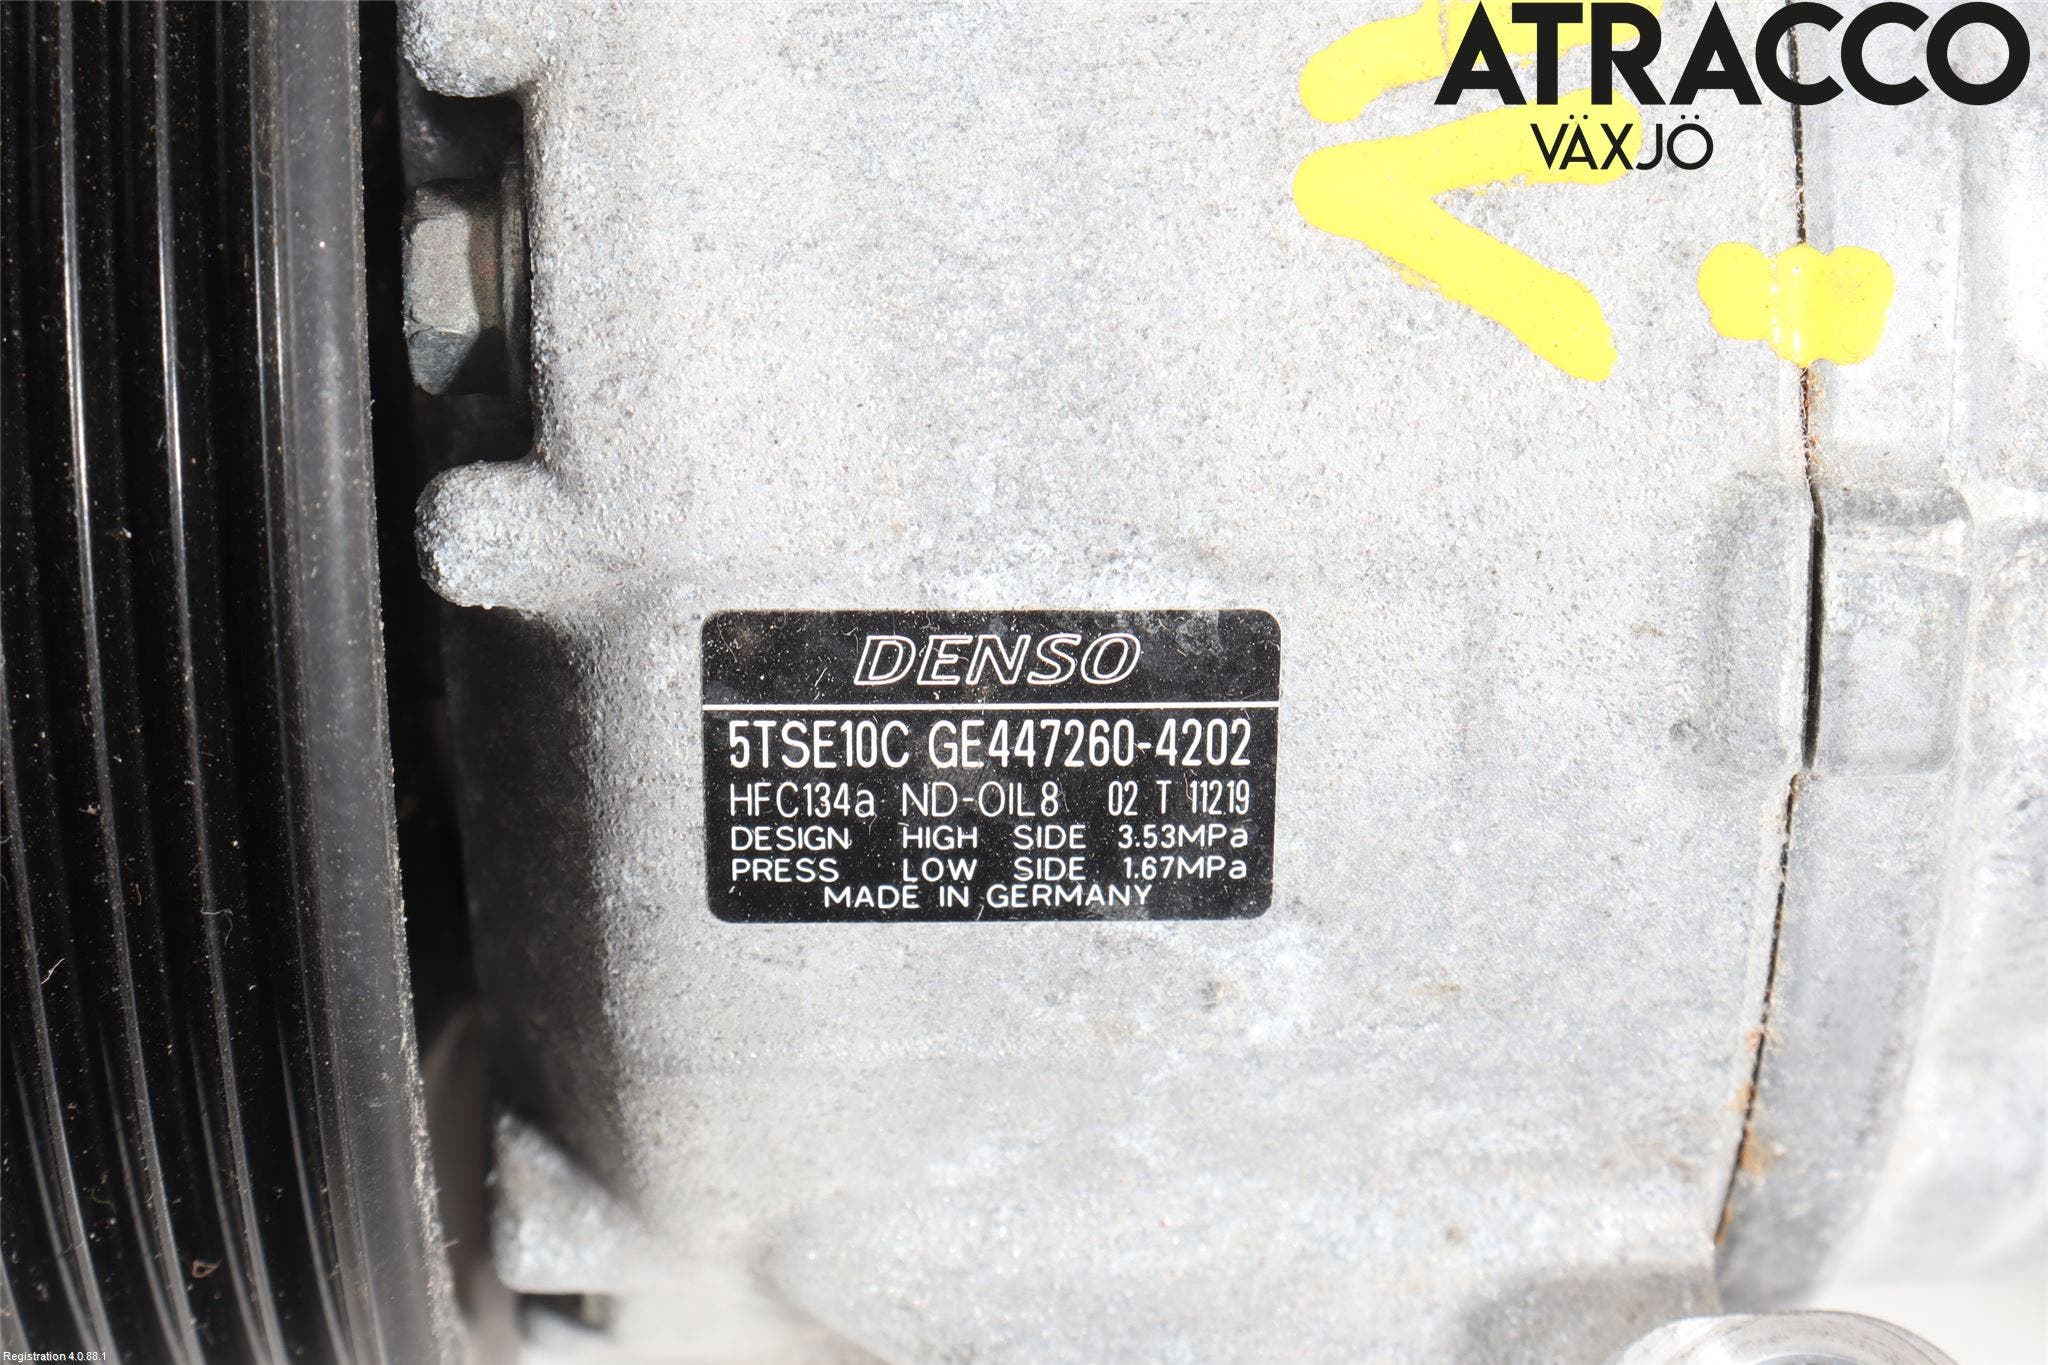 ATRACCO
VÄXJÖ
DENSO
5TSE10C GE447260-4202
HFC134a ND-OIL8 02 T 11219
DESIGN HIGH SIDE 3.53MPa
PRESS LOW SIDE 1.67MPa
MADE IN GERMANY
Registration 4.0.88.1